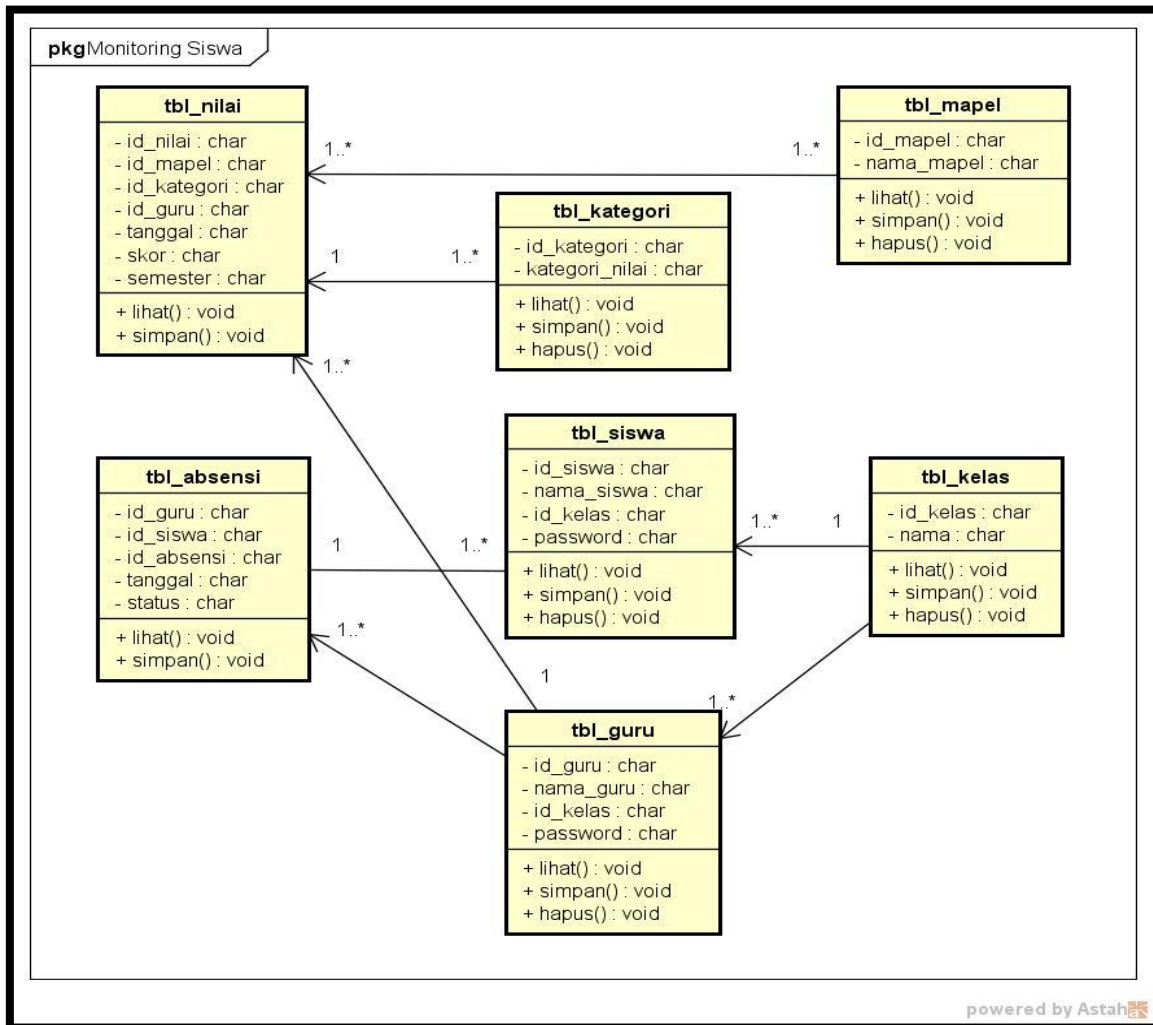 pkg Monitoring Siswa
tbl_nilai
- id_nilai : char
- id_mapel : char
- id_kategori : char
- id_guru : char
- tanggal : char
- skor : char
- semester : char
+ lihat() : void
+ simpan() : void
1..*
1..*
tbl_mapel
- id_mapel : char
- nama_mapel : char
+ lihat() : void
+ simpan() : void
+ hapus() : void
1
1..*
tbl_kategori
- id_kategori : char
- kategori_nilai : char
+ lihat() : void
+ simpan() : void
+ hapus() : void
1..*
tbl_absensi
- id_guru : char
- id_siswa : char
- id_absensi : char
- tanggal : char
- status : char
+ lihat() : void
+ simpan() : void
1
1..*
tbl_siswa
- id_siswa : char
- nama_siswa : char
- id_kelas : char
- password : char
+ lihat() : void
+ simpan() : void
+ hapus() : void
1..*
1
tbl_kelas
- id_kelas : char
- nama : char
+ lihat() : void
+ simpan() : void
+ hapus() : void
1..*
1
1..*
tbl_guru
- id_guru : char
- nama_guru : char
- id_kelas : char
- password : char
+ lihat() : void
+ simpan() : void
+ hapus() : void
powered by Astah